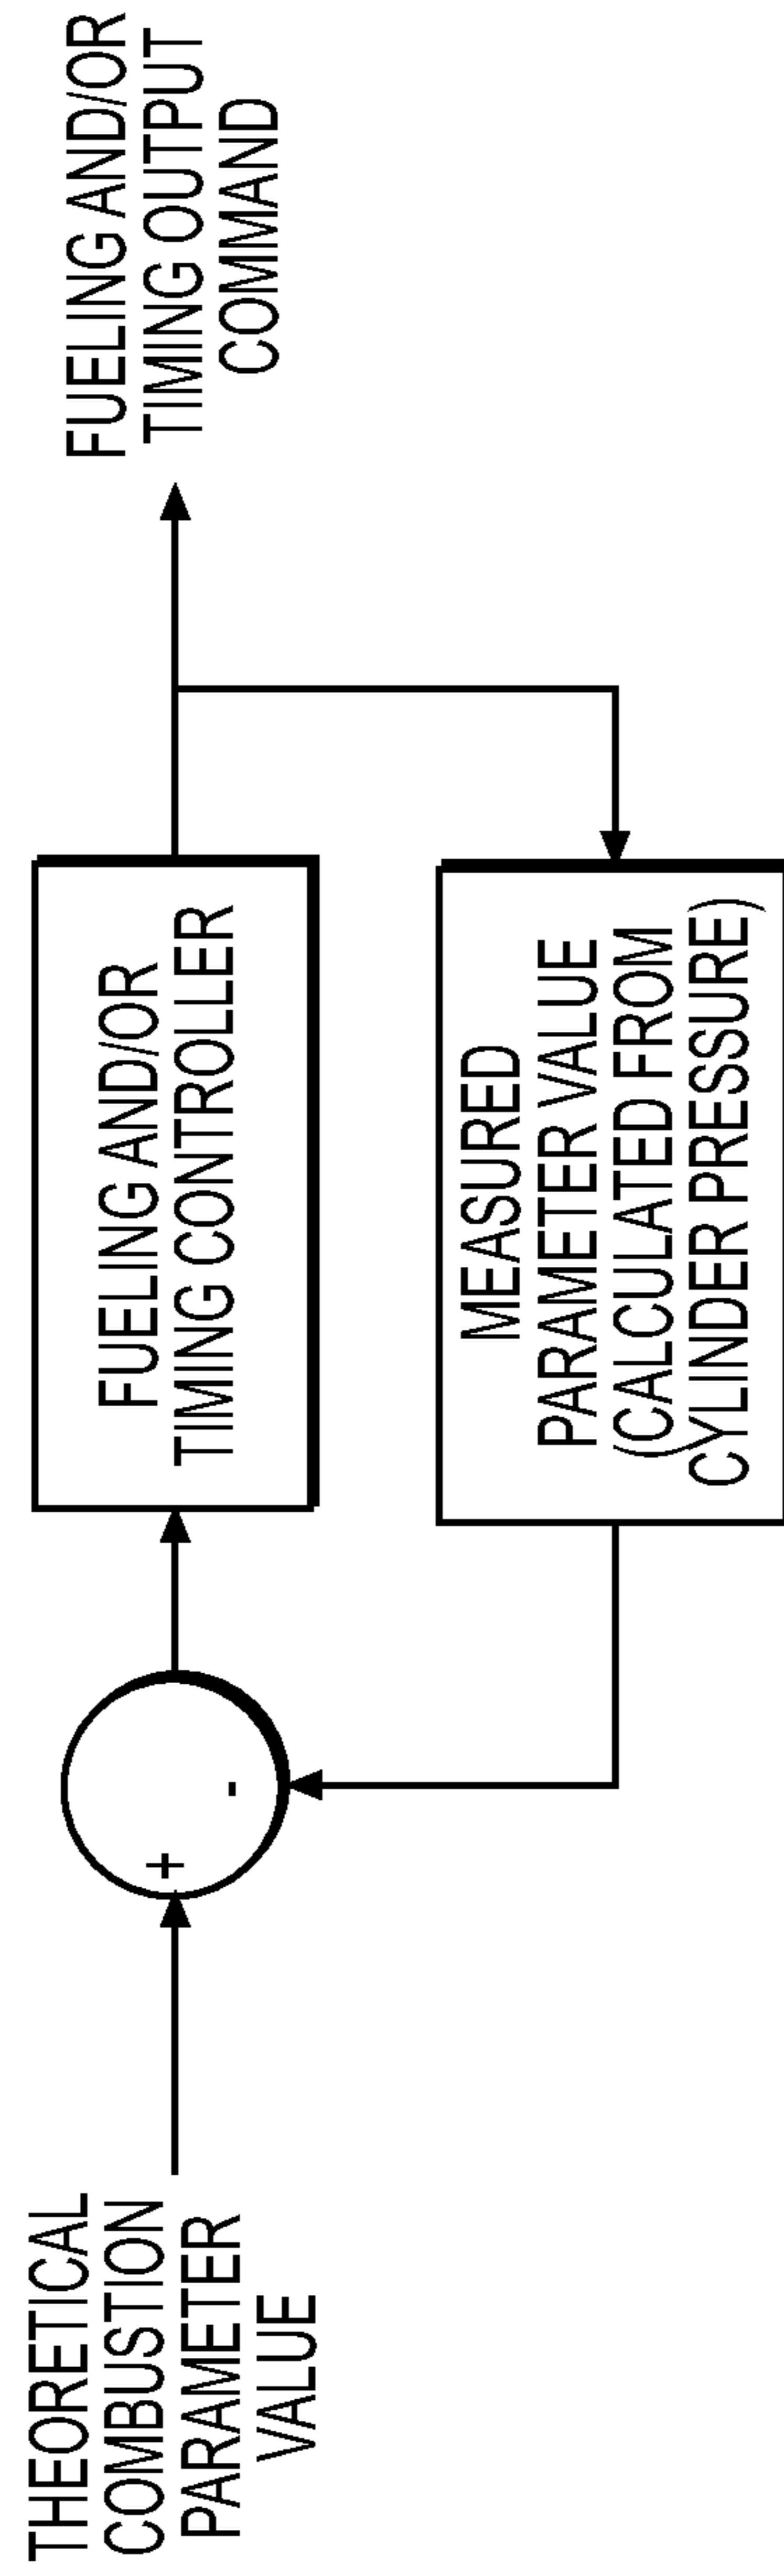 THEORETICAL
COMBUSTION
PARAMETER
VALUE
+
-
FUELING AND/OR
TIMING CONTROLLER
MEASURED
PARAMETER VALUE
(CALCULATED FROM
CYLINDER PRESSURE)
FUELING AND/OR
TIMING OUTPUT
COMMAND